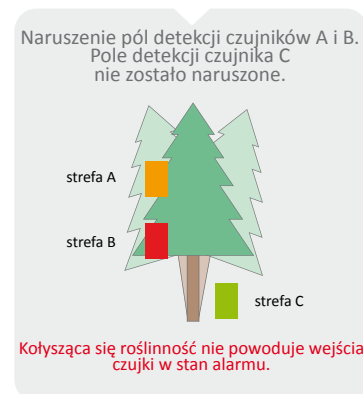 Naruszenie pól detekcji czujników A i B.
Pole detekcji czujnika C
nie zostało naruszone.
strefa A
strefa B
strefa C
Kołysząca się roślinność nie powoduje wejścia
czujki w stan alarmu.